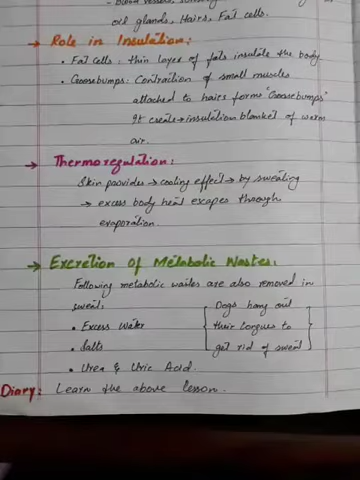 oil glands, Hairs, Fat cells.
→ Role in Insulation:
• Fat cells: thin layer of fats insulate the body
• Goosebumps: Contraction of small muscles
attached to hairs forms "Goosebumps"
It create → insulation blanket of warm
air.
→ Thermoregulation:
Skin provides → cooling effect → by sweating
→ excess body heat escapes through
evaporation.
→ Excretion of Metabolic Wastes:
Following metabolic wastes are also removed in
sweat:
• Excess Water
• Salts
• Urea & Uric Acid.
[Dogs hang out
their tongues to
get rid of sweat]
Diary: Learn the above lesson.